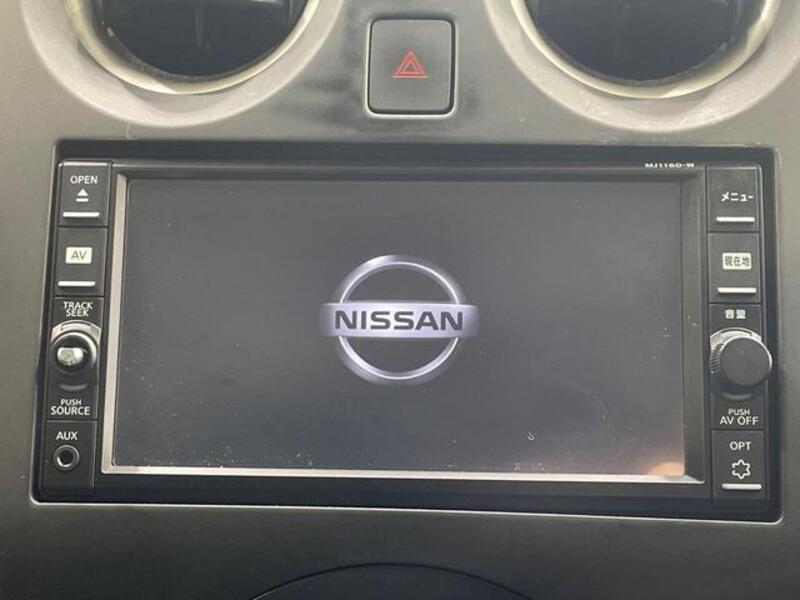 MJ116D-W
OPEN
AV
TRACK
SEEK
PUSH
SOURCE
AUX
NISSAN
メニュー
現在地
音量
PUSH
AV OFF
OPT